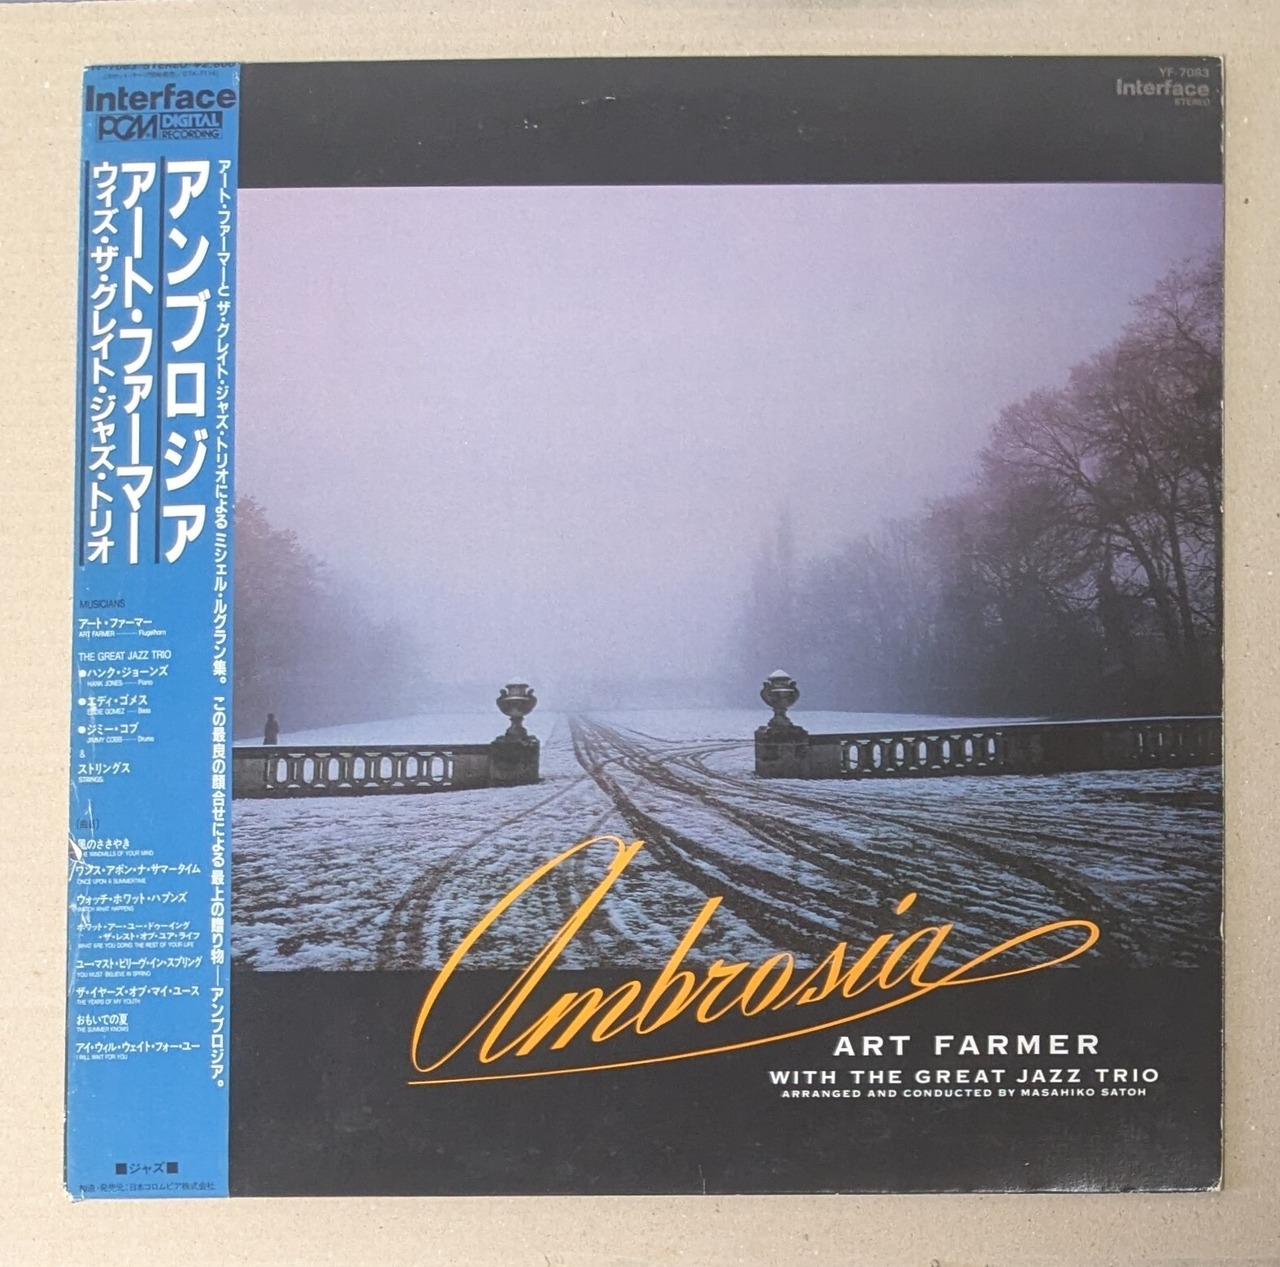 YF-7083 STEREO ¥2,800
Interface
PCM DIGITAL
RECORDING
アート・ファーマーとザ・グレイト・ジャズ・トリオによるミシェル・ルグラン集。この最良の顔合せによる最上の贈り物——アンブロジア。
アンブロジア
アート・ファーマー
ウィズ・ザ・グレイト・ジャズ・トリオ
MUSICIANS
アート・ファーマー
ART FARMER ——— Flugelhorn
THE GREAT JAZZ TRIO
●ハンク・ジョーンズ
HANK JONES —— Piano
●エディ・ゴメス
EDDIE GOMEZ —— Bass
●ジミー・コブ
JIMMY COBB —— Drums
&
ストリングス
STRINGS
[曲目]
風のささやき
THE WINDMILLS OF YOUR MIND
ワンス・アポン・ナ・サマータイム
ONCE UPON A SUMMERTIME
ウォッチ・ホワット・ハプンズ
WATCH WHAT HAPPENS
ホワット・アー・ユー・ドゥーイング
・ザ・レスト・オブ・ユア・ライフ
WHAT ARE YOU DOING THE REST OF YOUR LIFE
ユー・マスト・ビリーヴ・イン・スプリング
YOU MUST BELIEVE IN SPRING
ザ・イヤーズ・オブ・マイ・ユース
THE YEARS OF MY YOUTH
おもいでの夏
THE SUMMER KNOWS
アイ・ウィル・ウェイト・フォー・ユー
I WILL WAIT FOR YOU
■ジャズ■
製造・発売元:日本コロムビア株式会社
YF-7083
Interface
STEREO
Ambrosia
ART FARMER
WITH THE GREAT JAZZ TRIO
ARRANGED AND CONDUCTED BY MASAHIKO SATOH